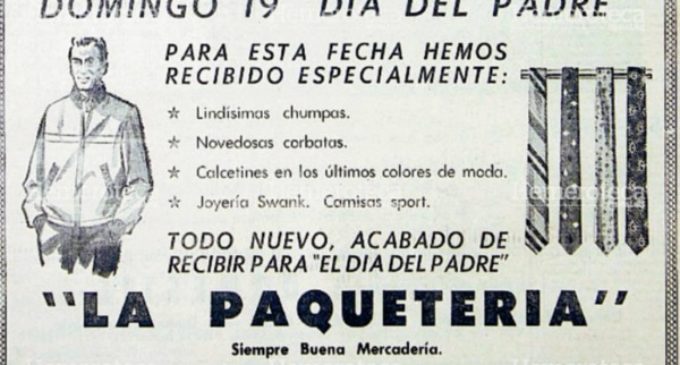 DOMINGO 19 DIA DEL PADRE
PARA ESTA FECHA HEMOS
RECIBIDO ESPECIALMENTE:
★ Lindísimas chumpas.
★ Novedosas corbatas.
★ Calcetines en los últimos colores de moda.
★ Joyería Swank. Camisas sport.
TODO NUEVO, ACABADO DE
RECIBIR PARA "EL DIA DEL PADRE"
"LA PAQUETERIA"
Siempre Buena Mercadería.